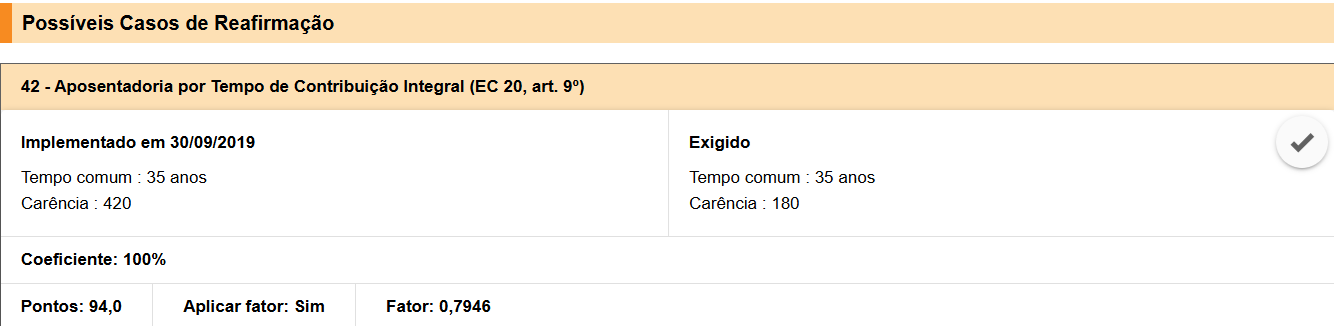 Possíveis Casos de Reafirmação
42 - Aposentadoria por Tempo de Contribuição Integral (EC 20, art. 9º)
Implementado em 30/09/2019
Tempo comum : 35 anos
Carência : 420
Exigido
Tempo comum : 35 anos
Carência : 180
Coeficiente: 100%
Pontos: 94,0
Aplicar fator: Sim
Fator: 0,7946